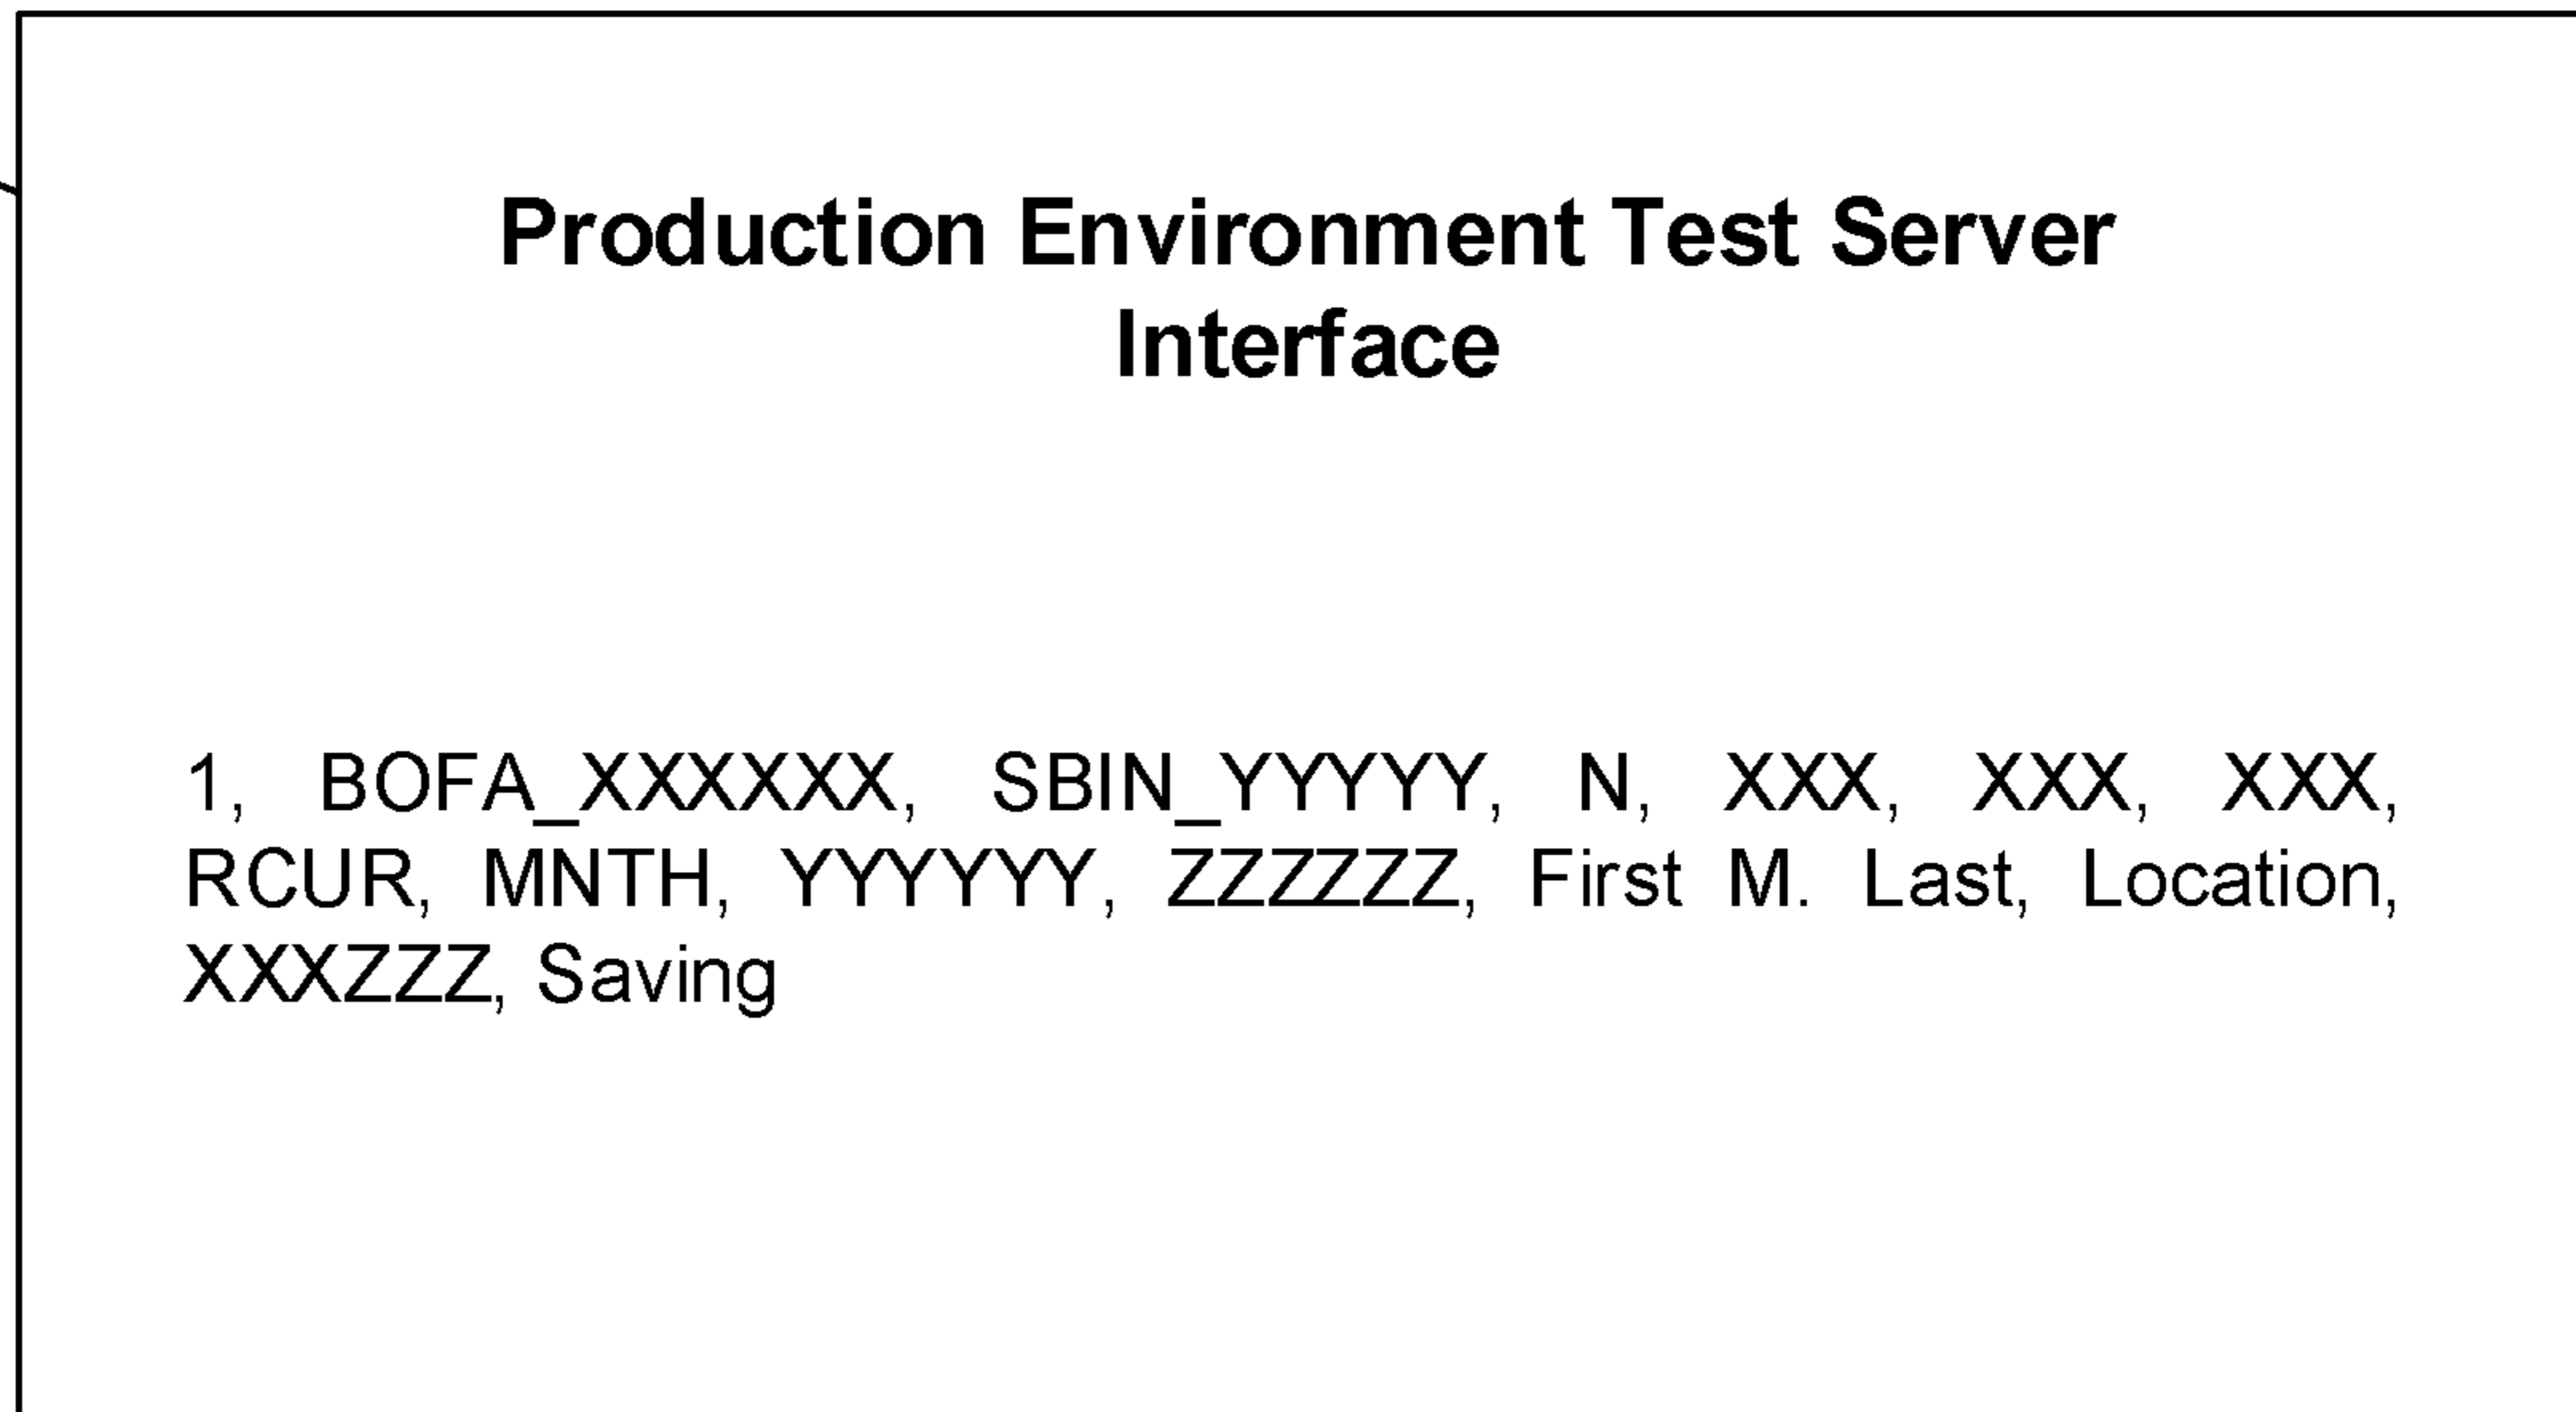 Production Environment Test Server
Interface
1, BOFA_XXXXXX, SBIN_YYYYY, N, XXX, XXX, XXX,
RCUR, MNTH, YYYYYY, ZZZZZZ, First M. Last, Location,
XXXZZZ, Saving